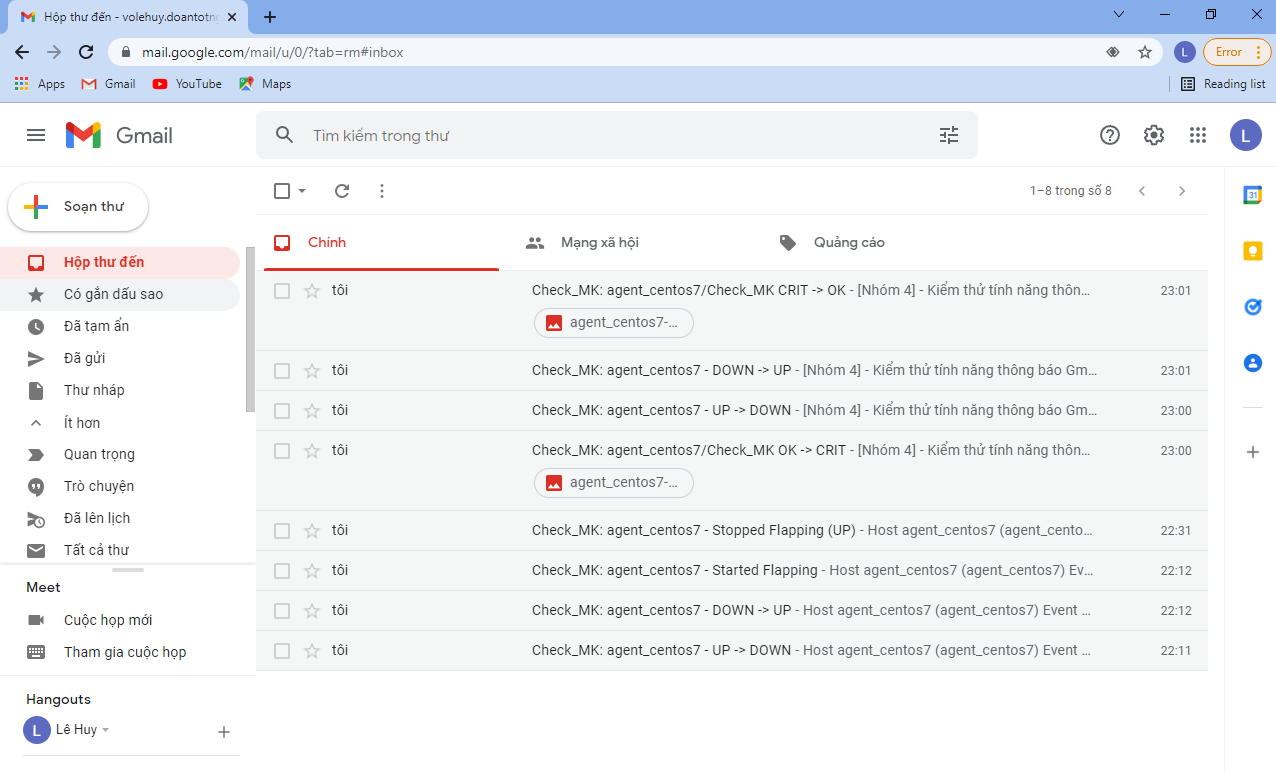 Hộp thư đến - volehuy.doantotng
mail.google.com/mail/u/0/?tab=rm#inbox
L
Error
Apps
Gmail
YouTube
Maps
Reading list
Gmail
Tìm kiếm trong thư
L
Soạn thư
1–8 trong số 8
31
Hộp thư đến
Có gắn dấu sao
Đã tạm ẩn
Đã gửi
Thư nháp
Ít hơn
Quan trọng
Trò chuyện
Đã lên lịch
Tất cả thư
Meet
Cuộc họp mới
Tham gia cuộc họp
Hangouts
L Lê Huy
Chính
Mạng xã hội
Quảng cáo
tôi Check_MK: agent_centos7/Check_MK CRIT -> OK - [Nhóm 4] - Kiểm thử tính năng thôn... 23:01
agent_centos7-...
tôi Check_MK: agent_centos7 - DOWN -> UP - [Nhóm 4] - Kiểm thử tính năng thông báo Gm... 23:01
tôi Check_MK: agent_centos7 - UP -> DOWN - [Nhóm 4] - Kiểm thử tính năng thông báo Gm... 23:00
tôi Check_MK: agent_centos7/Check_MK OK -> CRIT - [Nhóm 4] - Kiểm thử tính năng thôn... 23:00
agent_centos7-...
tôi Check_MK: agent_centos7 - Stopped Flapping (UP) - Host agent_centos7 (agent_cento... 22:31
tôi Check_MK: agent_centos7 - Started Flapping - Host agent_centos7 (agent_centos7) Ev... 22:12
tôi Check_MK: agent_centos7 - DOWN -> UP - Host agent_centos7 (agent_centos7) Event ... 22:12
tôi Check_MK: agent_centos7 - UP -> DOWN - Host agent_centos7 (agent_centos7) Event ... 22:11